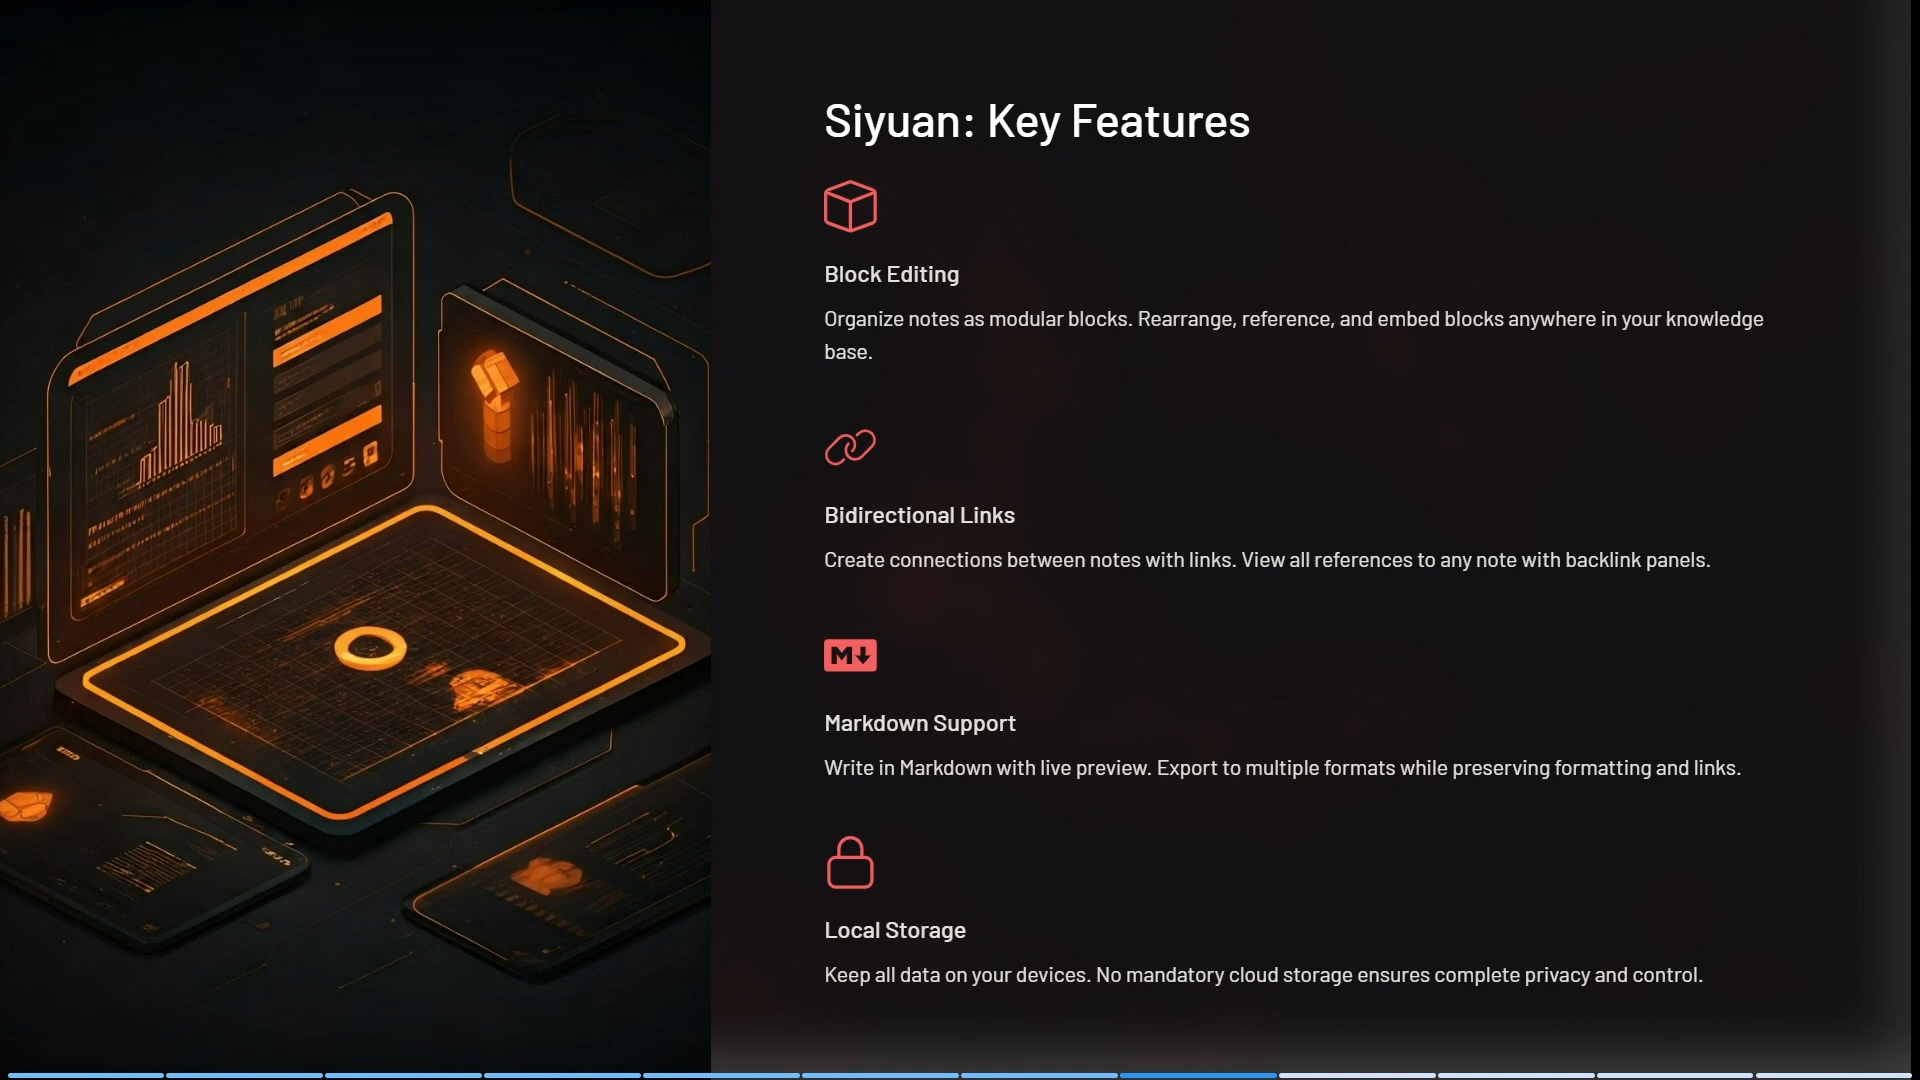 Siyuan: Key Features
Block Editing
Organize notes as modular blocks. Rearrange, reference, and embed blocks anywhere in your knowledge
base.
Bidirectional Links
Create connections between notes with links. View all references to any note with backlink panels.
M
Markdown Support
Write in Markdown with live preview. Export to multiple formats while preserving formatting and links.
Local Storage
Keep all data on your devices. No mandatory cloud storage ensures complete privacy and control.